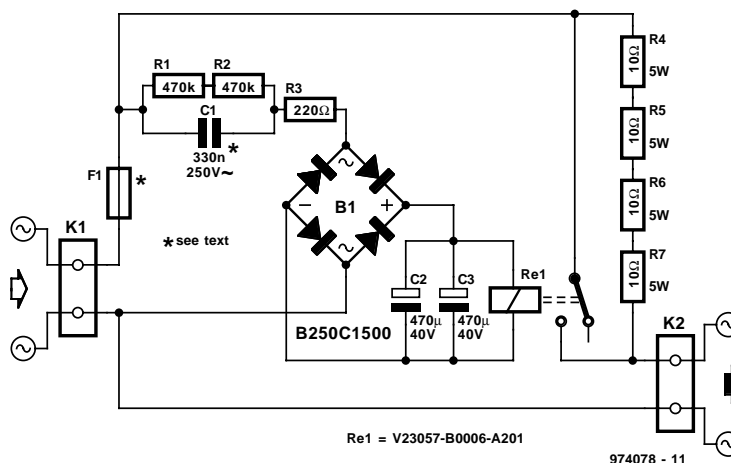 R1
R2
R3
470k
470k
220Ω
C1
*
330n
250V~
F1
*
K1
* see text
B1
–
+
~
~
B250C1500
C2
470µ
40V
C3
470µ
40V
Re1
R4
10Ω
5W
R5
10Ω
5W
R6
10Ω
5W
R7
10Ω
5W
K2
Re1 = V23057-B0006-A201
974078 - 11